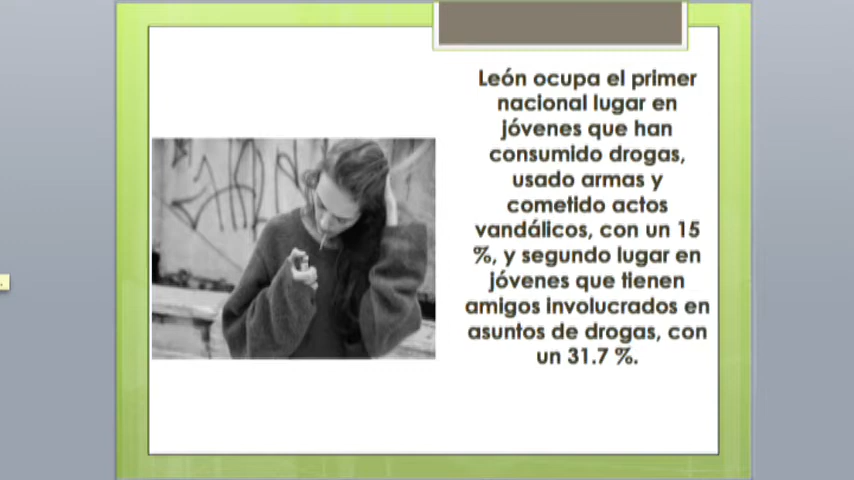 León ocupa el primer
nacional lugar en
jóvenes que han
consumido drogas,
usado armas y
cometido actos
vandálicos, con un 15
%, y segundo lugar en
jóvenes que tienen
amigos involucrados en
asuntos de drogas, con
un 31.7 %.